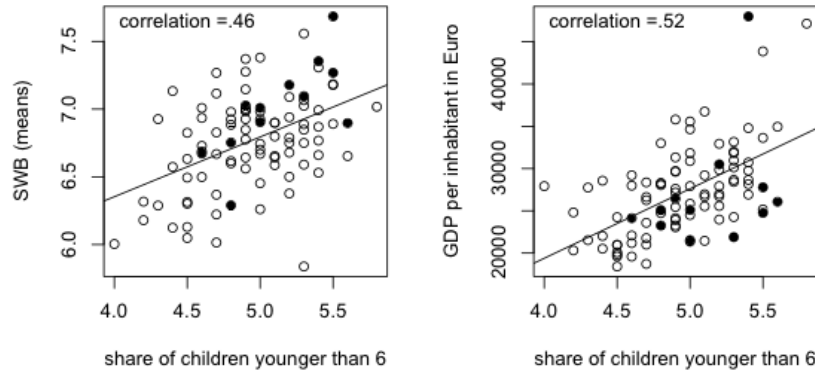 correlation =.46
SWB (means)
7.5
7.0
6.5
6.0
4.0 4.5 5.0 5.5
share of children younger than 6
correlation =.52
GDP per inhabitant in Euro
40000
30000
20000
4.0 4.5 5.0 5.5
share of children younger than 6